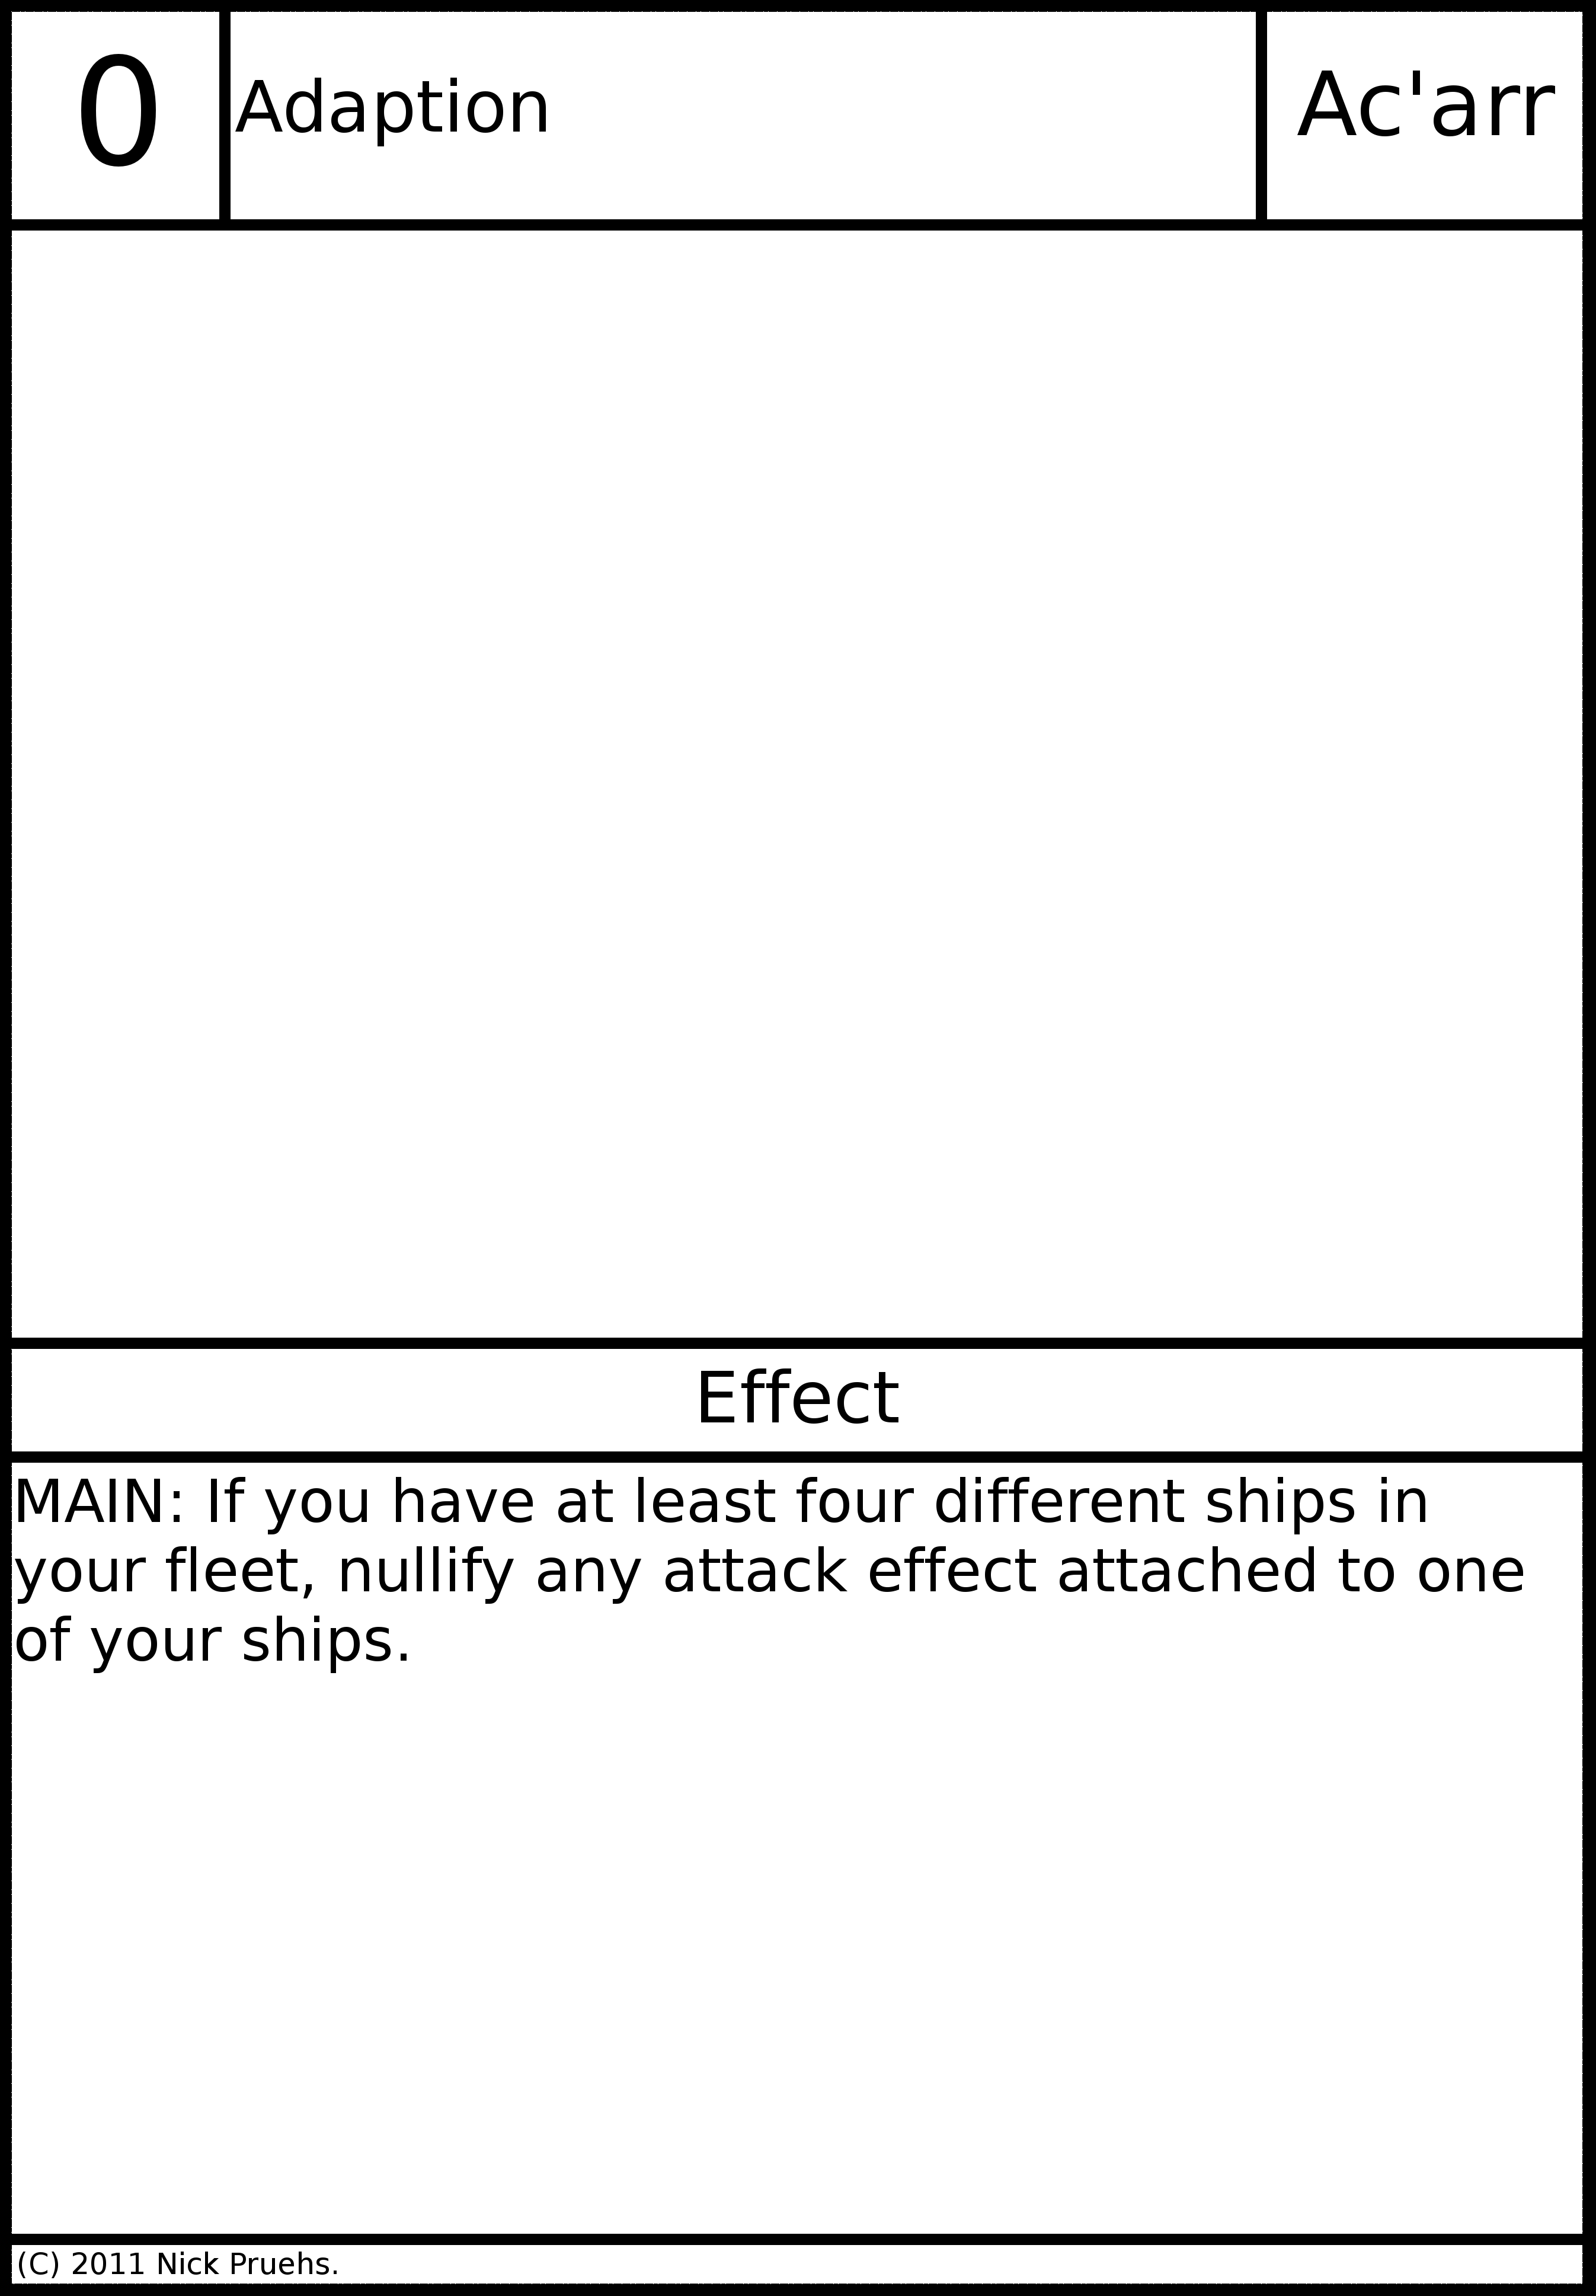 0
Adaption
Ac'arr
Effect
MAIN: If you have at least four different ships in
your fleet, nullify any attack effect attached to one
of your ships.
(C) 2011 Nick Pruehs.